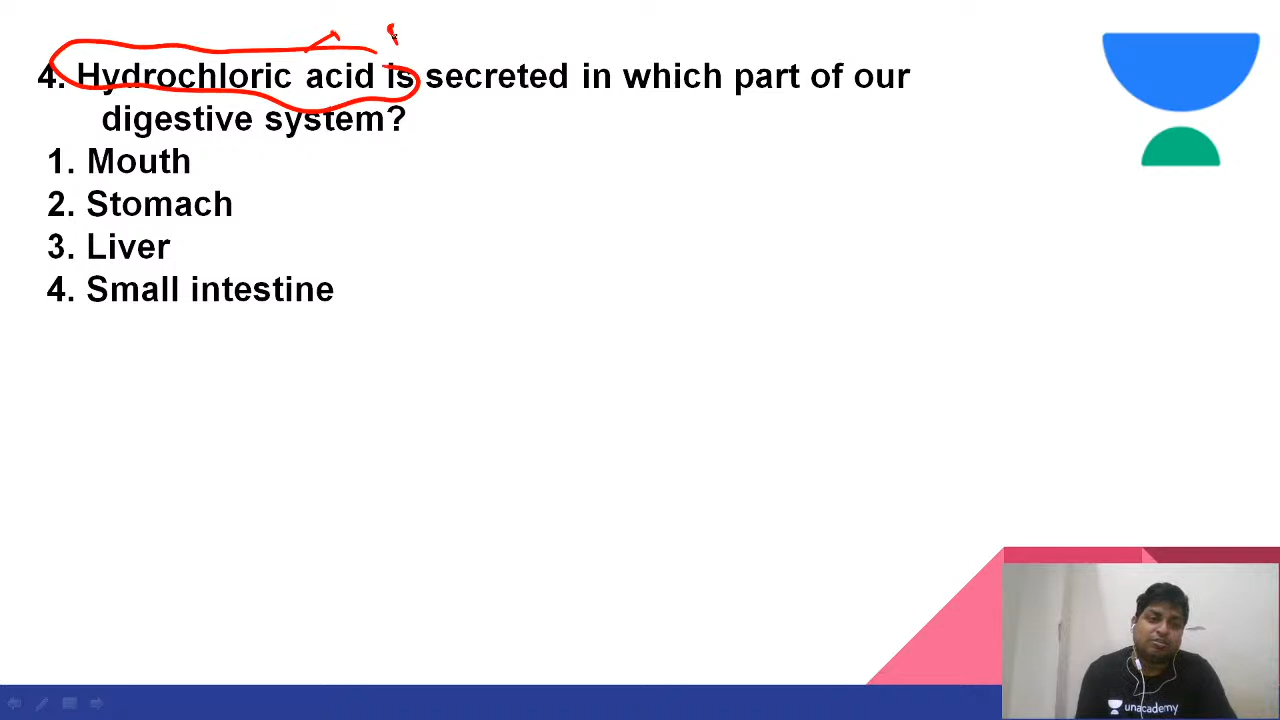 4. Hydrochloric acid is secreted in which part of our
digestive system?
1. Mouth
2. Stomach
3. Liver
4. Small intestine
unacademy